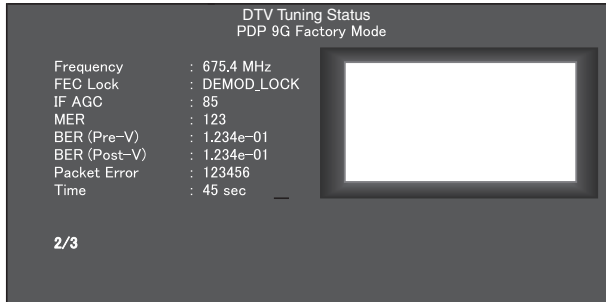 DTV Tuning Status
PDP 9G Factory Mode
Frequency : 675.4 MHz
FEC Lock : DEMOD_LOCK
IF AGC : 85
MER : 123
BER (Pre-V) : 1.234e-01
BER (Post-V) : 1.234e-01
Packet Error : 123456
Time : 45 sec
2/3